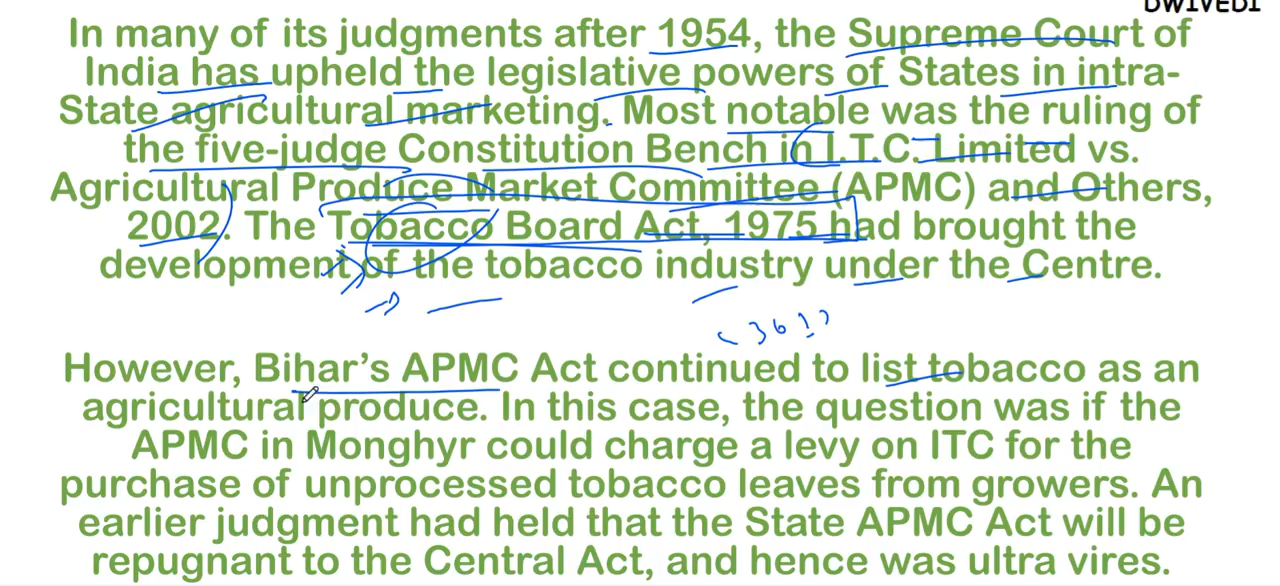 DWIVEDI
In many of its judgments after 1954, the Supreme Court of
India has upheld the legislative powers of States in intra-
State agricultural marketing. Most notable was the ruling of
the five-judge Constitution Bench in I.T.C. Limited vs.
Agricultural Produce Market Committee (APMC) and Others,
2002. The Tobacco Board Act, 1975 had brought the
development of the tobacco industry under the Centre.
However, Bihar's APMC Act continued to list tobacco as an
agricultural produce. In this case, the question was if the
APMC in Monghyr could charge a levy on ITC for the
purchase of unprocessed tobacco leaves from growers. An
earlier judgment had held that the State APMC Act will be
repugnant to the Central Act, and hence was ultra vires.